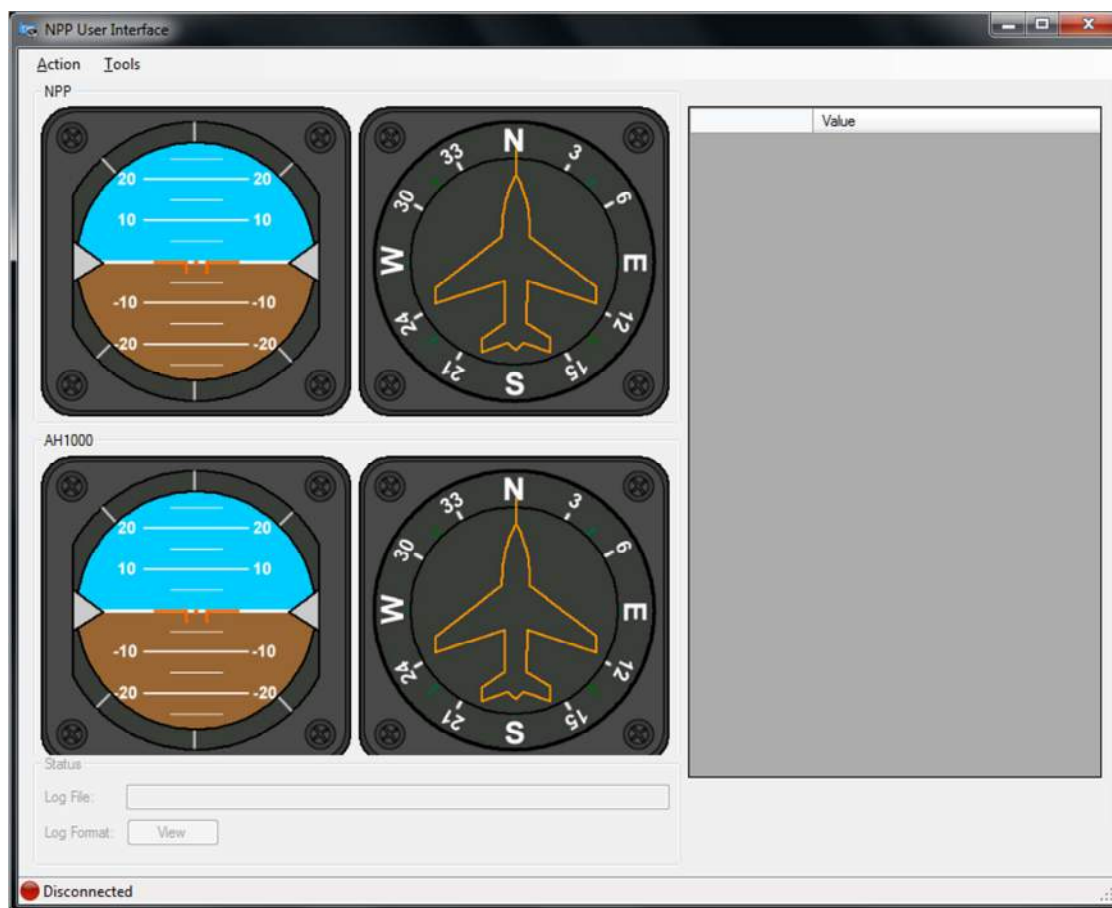 NPP User Interface
Action Tools
NPP
20 20
10 10
-10 -10
-20 -20
N
3
6
E
12
15
S
21
24
W
30
33
Value
AH1000
20 20
10 10
-10 -10
-20 -20
N
3
6
E
12
15
S
21
24
W
30
33
Status
Log File:
Log Format: View
Disconnected